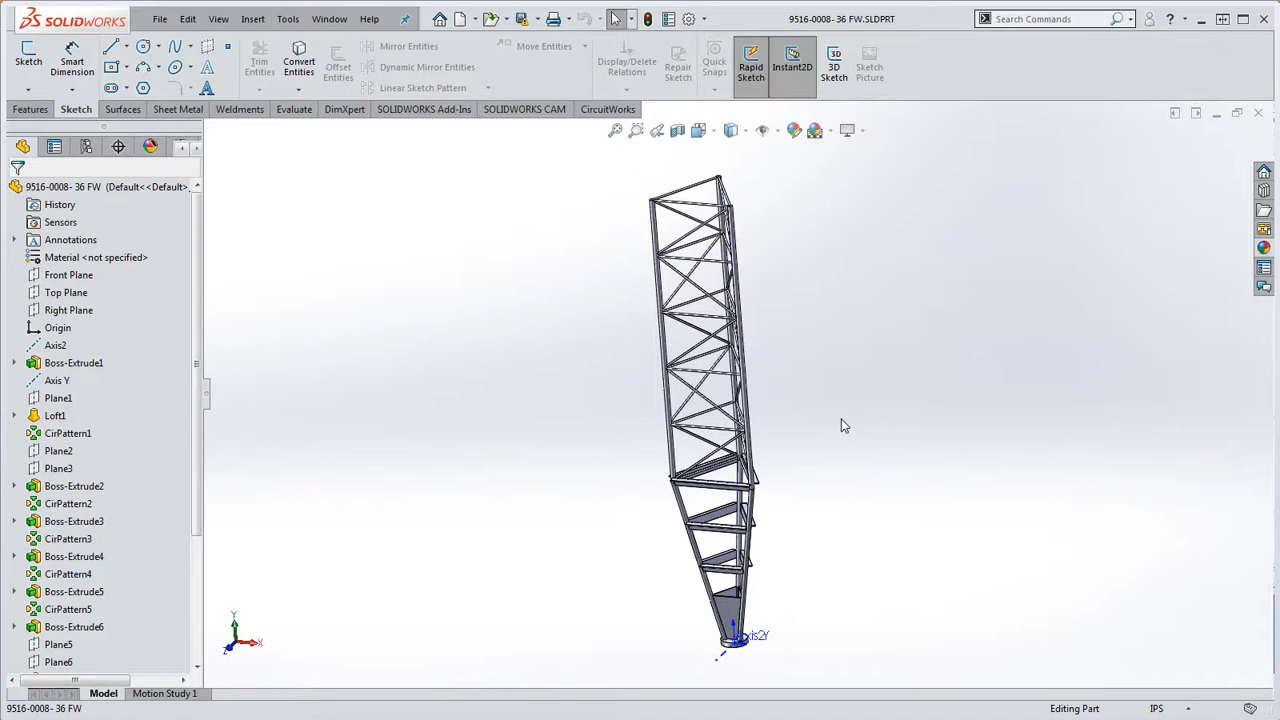 SOLIDWORKS File Edit View Insert Tools Window Help 9516-0008- 36 FW.SLDPRT Search Commands
Sketch Smart Dimension Trim Entities Convert Entities Offset Entities Mirror Entities Move Entities Display/Delete Relations Repair Sketch Quick Snaps Rapid Sketch Instant2D 3D Sketch Sketch Picture
Dynamic Mirror Entities
Linear Sketch Pattern
Features Sketch Surfaces Sheet Metal Weldments Evaluate DimXpert SOLIDWORKS Add-Ins SOLIDWORKS CAM CircuitWorks
9516-0008- 36 FW (Default<<Default>
History
Sensors
Annotations
Material <not specified>
Front Plane
Top Plane
Right Plane
Origin
Axis2
Boss-Extrude1
Axis Y
Plane1
Loft1
CirPattern1
Plane2
Plane3
Boss-Extrude2
CirPattern2
Boss-Extrude3
CirPattern3
Boss-Extrude4
CirPattern4
Boss-Extrude5
CirPattern5
Boss-Extrude6
Plane5
Plane6
Y
X
Z
Model Motion Study 1
9516-0008- 36 FW Editing Part IPS